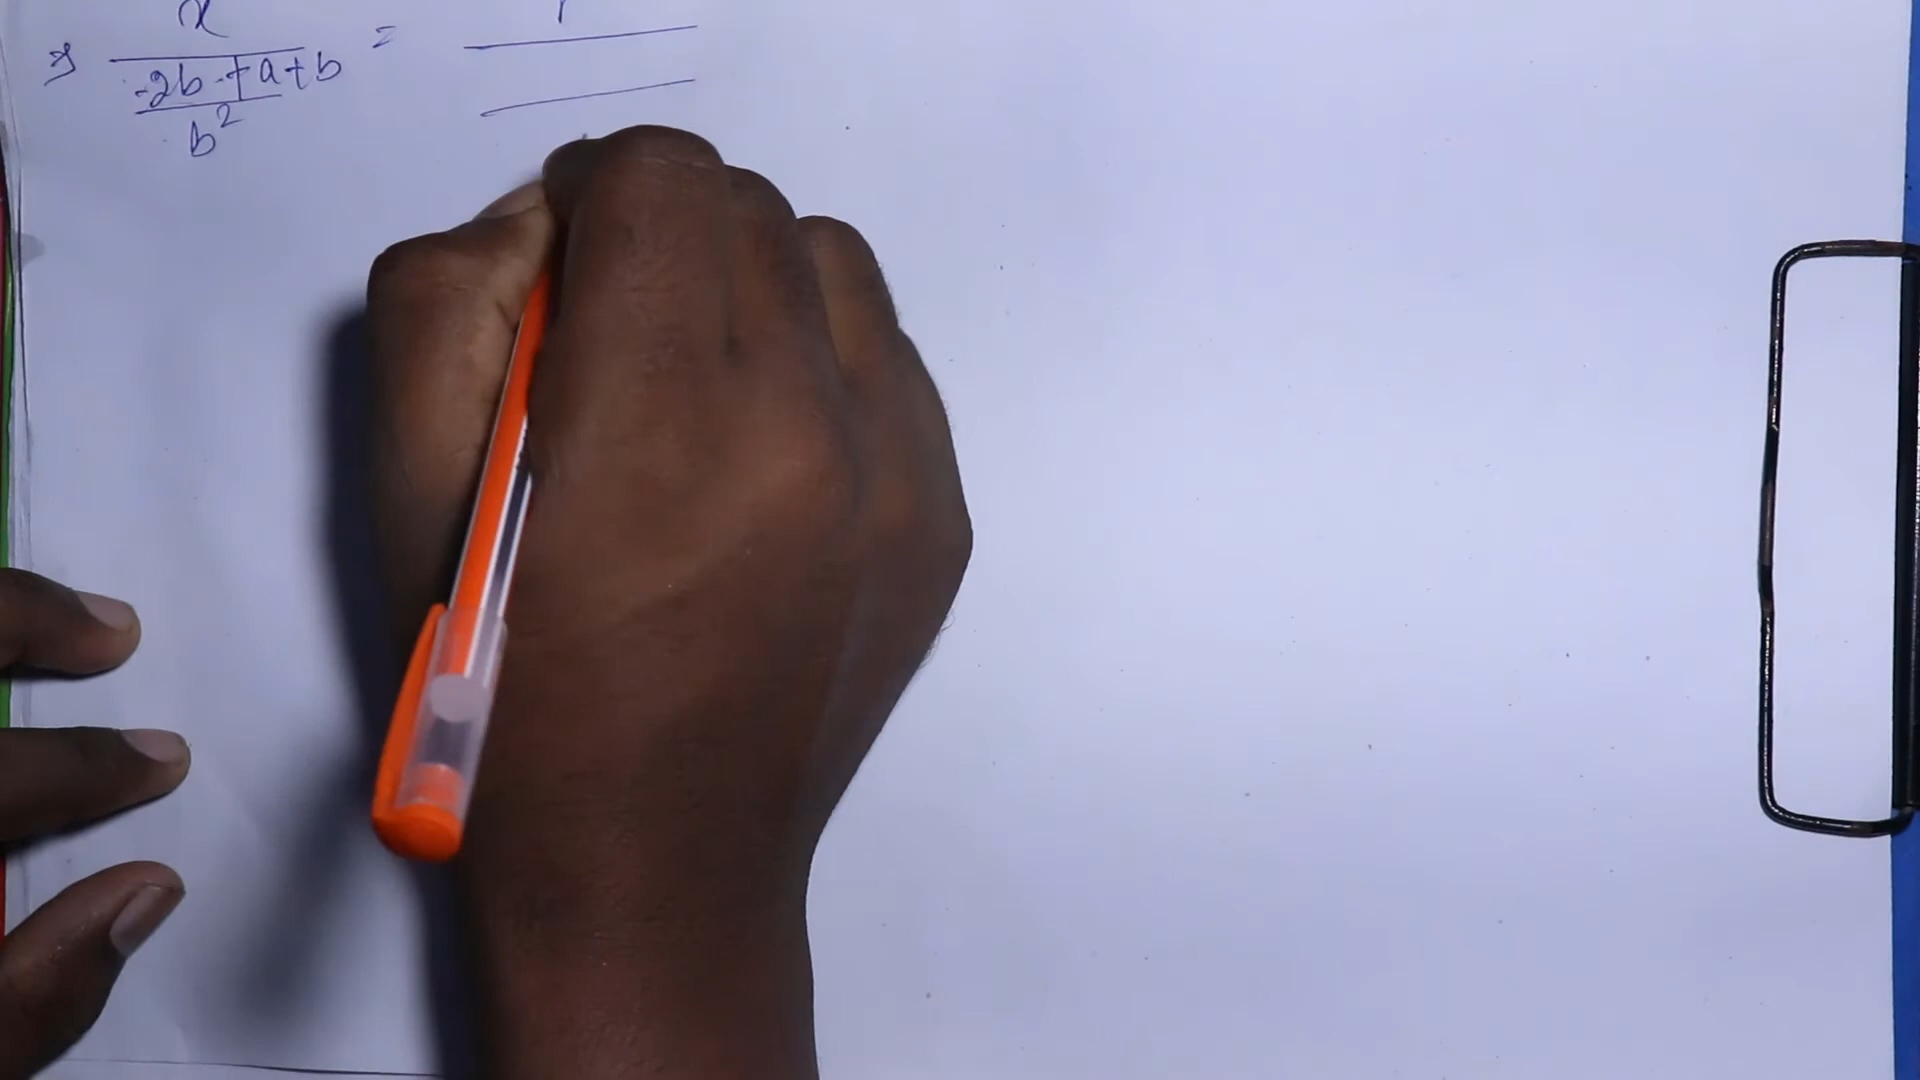 ⇒ x / ((-2b + a + b) / b²) =